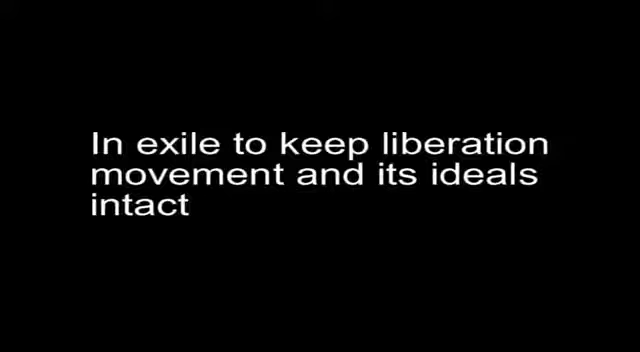 In exile to keep liberation
movement and its ideals
intact